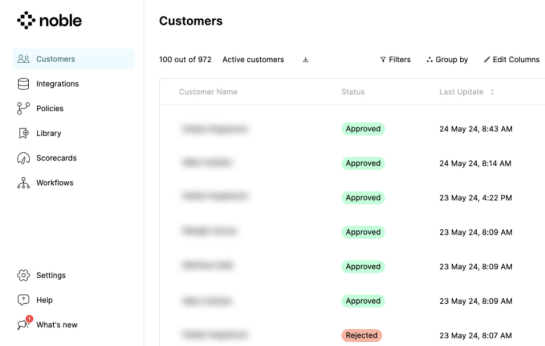 noble
Customers
Integrations
Policies
Library
Scorecards
Workflows
Settings
Help
1
What's new
Customers
100 out of 972 Active customers Filters Group by Edit Columns
Customer Name Status Last Update
Approved 24 May 24, 8:43 AM
Approved 24 May 24, 8:14 AM
Approved 23 May 24, 4:22 PM
Approved 23 May 24, 8:09 AM
Approved 23 May 24, 8:09 AM
Approved 23 May 24, 8:09 AM
Rejected 23 May 24, 8:07 AM